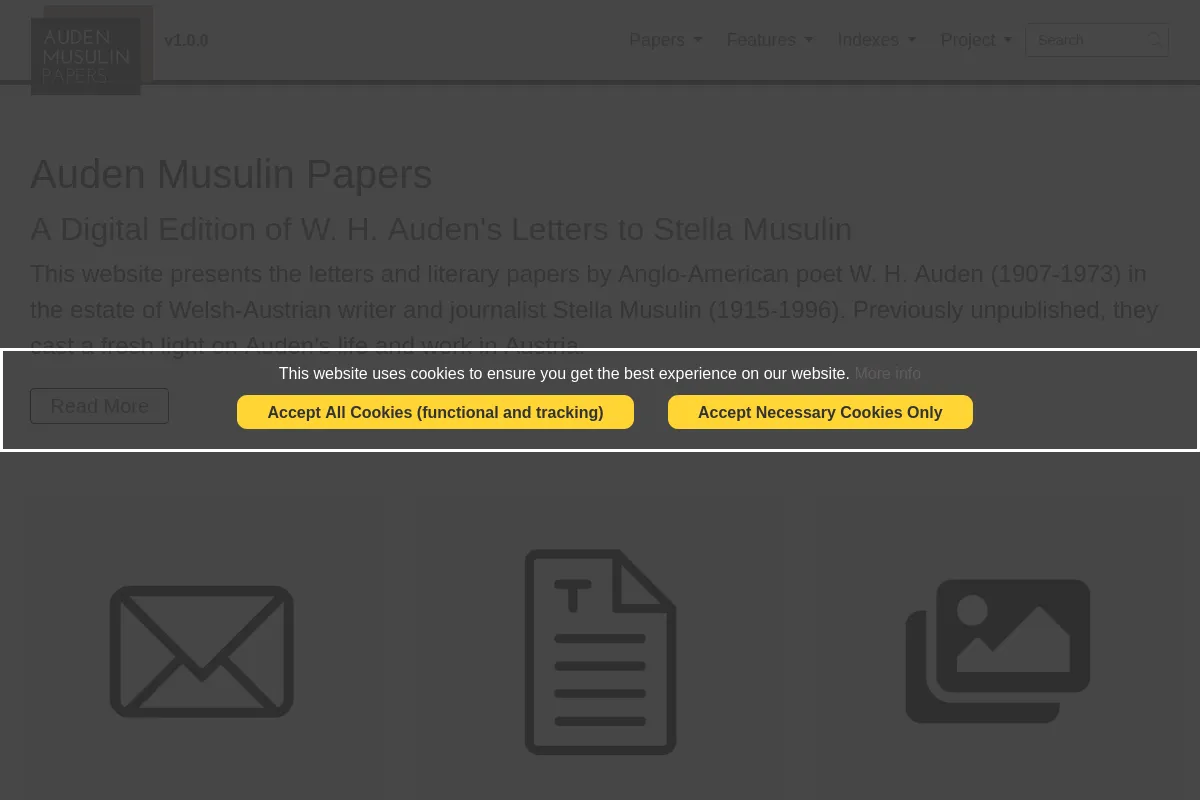 AUDEN
MUSULIN
PAPERS
v1.0.0
Papers
Features
Indexes
Project
Search
Auden Musulin Papers
A Digital Edition of W. H. Auden's Letters to Stella Musulin
This website presents the letters and literary papers by Anglo-American poet W. H. Auden (1907-1973) in
the estate of Welsh-Austrian writer and journalist Stella Musulin (1915-1996). Previously unpublished, they
cast a fresh light on Auden's life and work in Austria.
This website uses cookies to ensure you get the best experience on our website. More info
Read More
Accept All Cookies (functional and tracking)
Accept Necessary Cookies Only
T